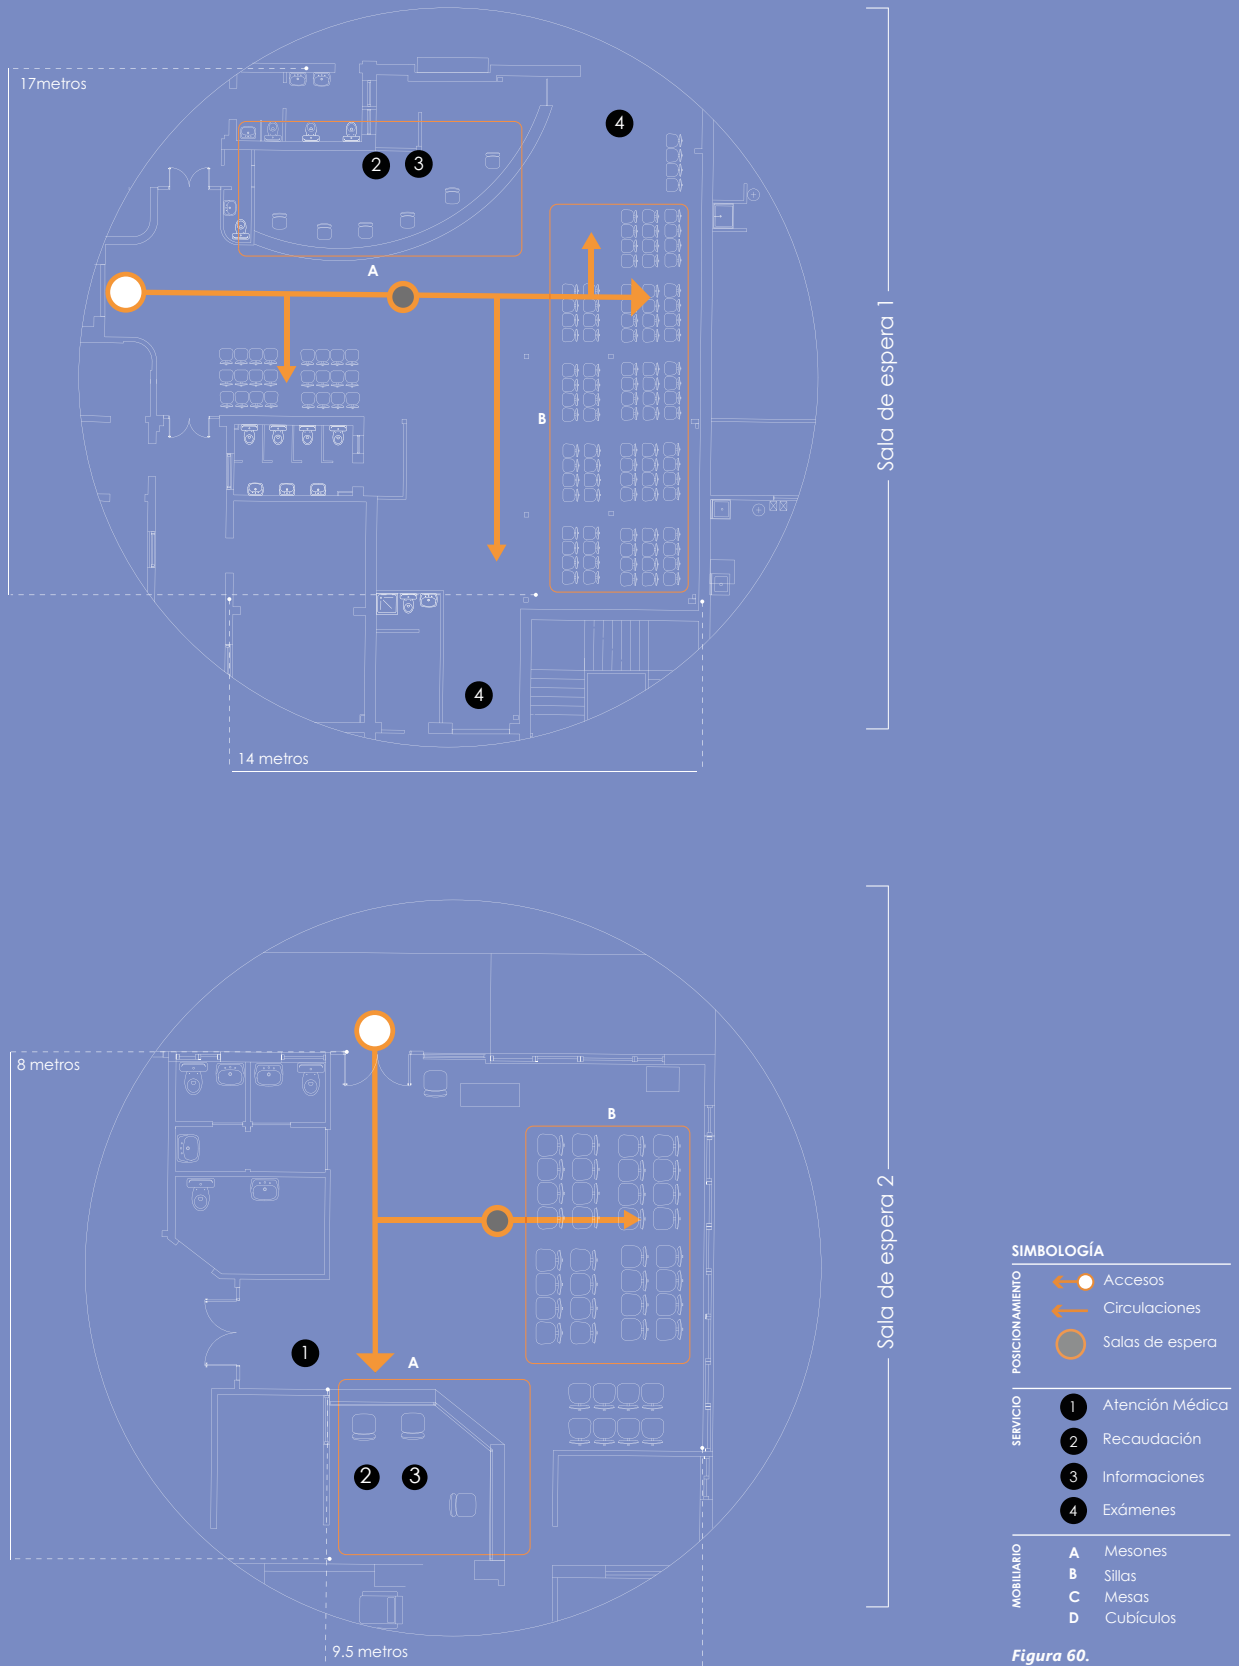 17metros
4
2
3
A
B
4
14 metros
Sala de espera 1
8 metros
B
1
A
2
3
9.5 metros
Sala de espera 2
SIMBOLOGÍA
POSICIONAMIENTO
Accesos
Circulaciones
Salas de espera
SERVICIO
1 Atención Médica
2 Recaudación
3 Informaciones
4 Exámenes
MOBILIARIO
A Mesones
B Sillas
C Mesas
D Cubículos
Figura 60.